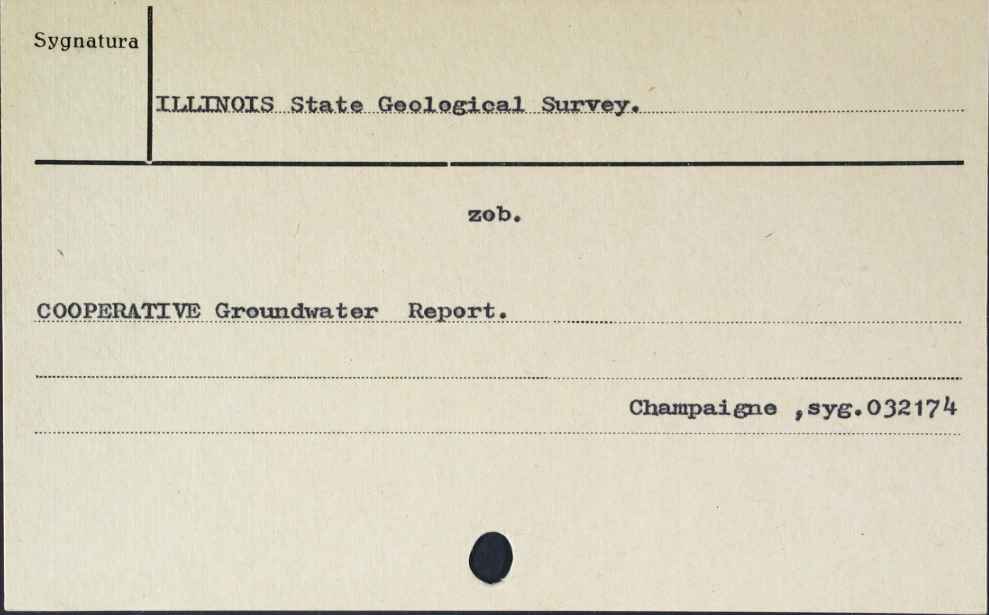 Sygnatura
ILLINOIS State Geological Survey.
zob.
COOPERATIVE Groundwater Report.
Champaigne ,syg.032174